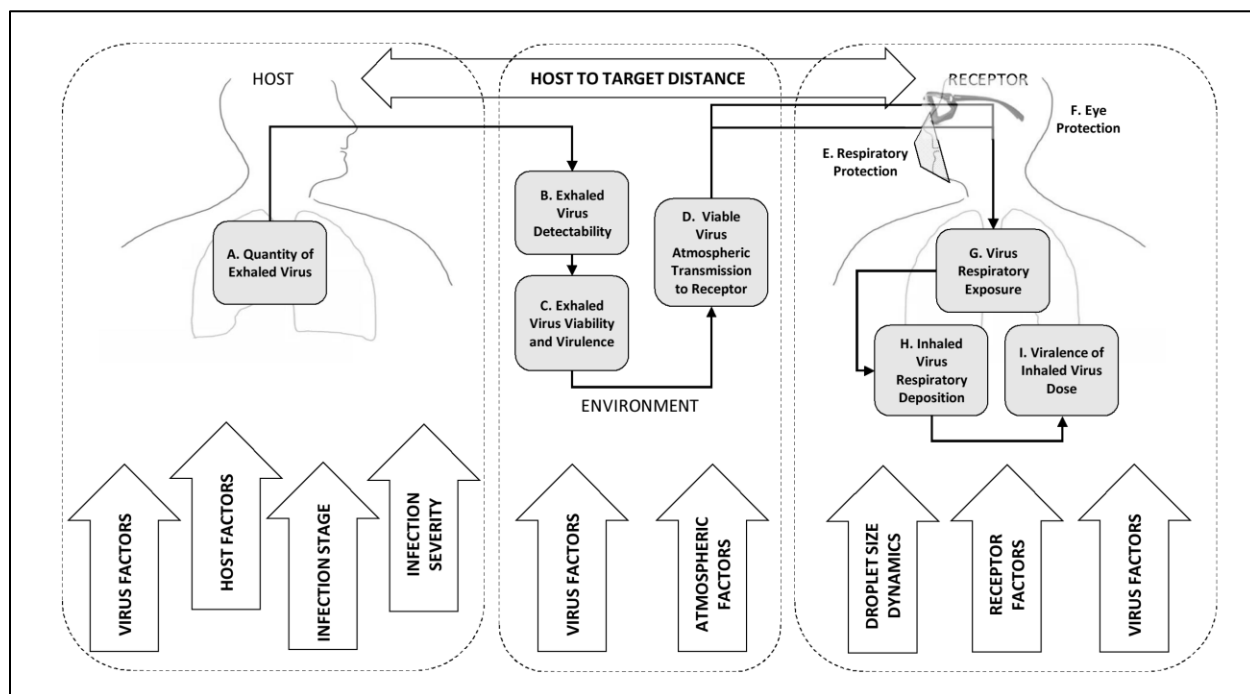 HOST
HOST TO TARGET DISTANCE
RECEPTOR
F. Eye
Protection
E. Respiratory
Protection
A. Quantity of
Exhaled Virus
B. Exhaled
Virus
Detectability
C. Exhaled
Virus Viability
and Virulence
D. Viable
Virus
Atmospheric
Transmission
to Receptor
G. Virus
Respiratory
Exposure
H. Inhaled
Virus
Respiratory
Deposition
I. Viralence of
Inhaled Virus
Dose
ENVIRONMENT
VIRUS FACTORS
HOST FACTORS
INFECTION STAGE
INFECTION
SEVERITY
VIRUS FACTORS
ATMOSPHERIC
FACTORS
DROPLET SIZE
DYNAMICS
RECEPTOR
FACTORS
VIRUS FACTORS